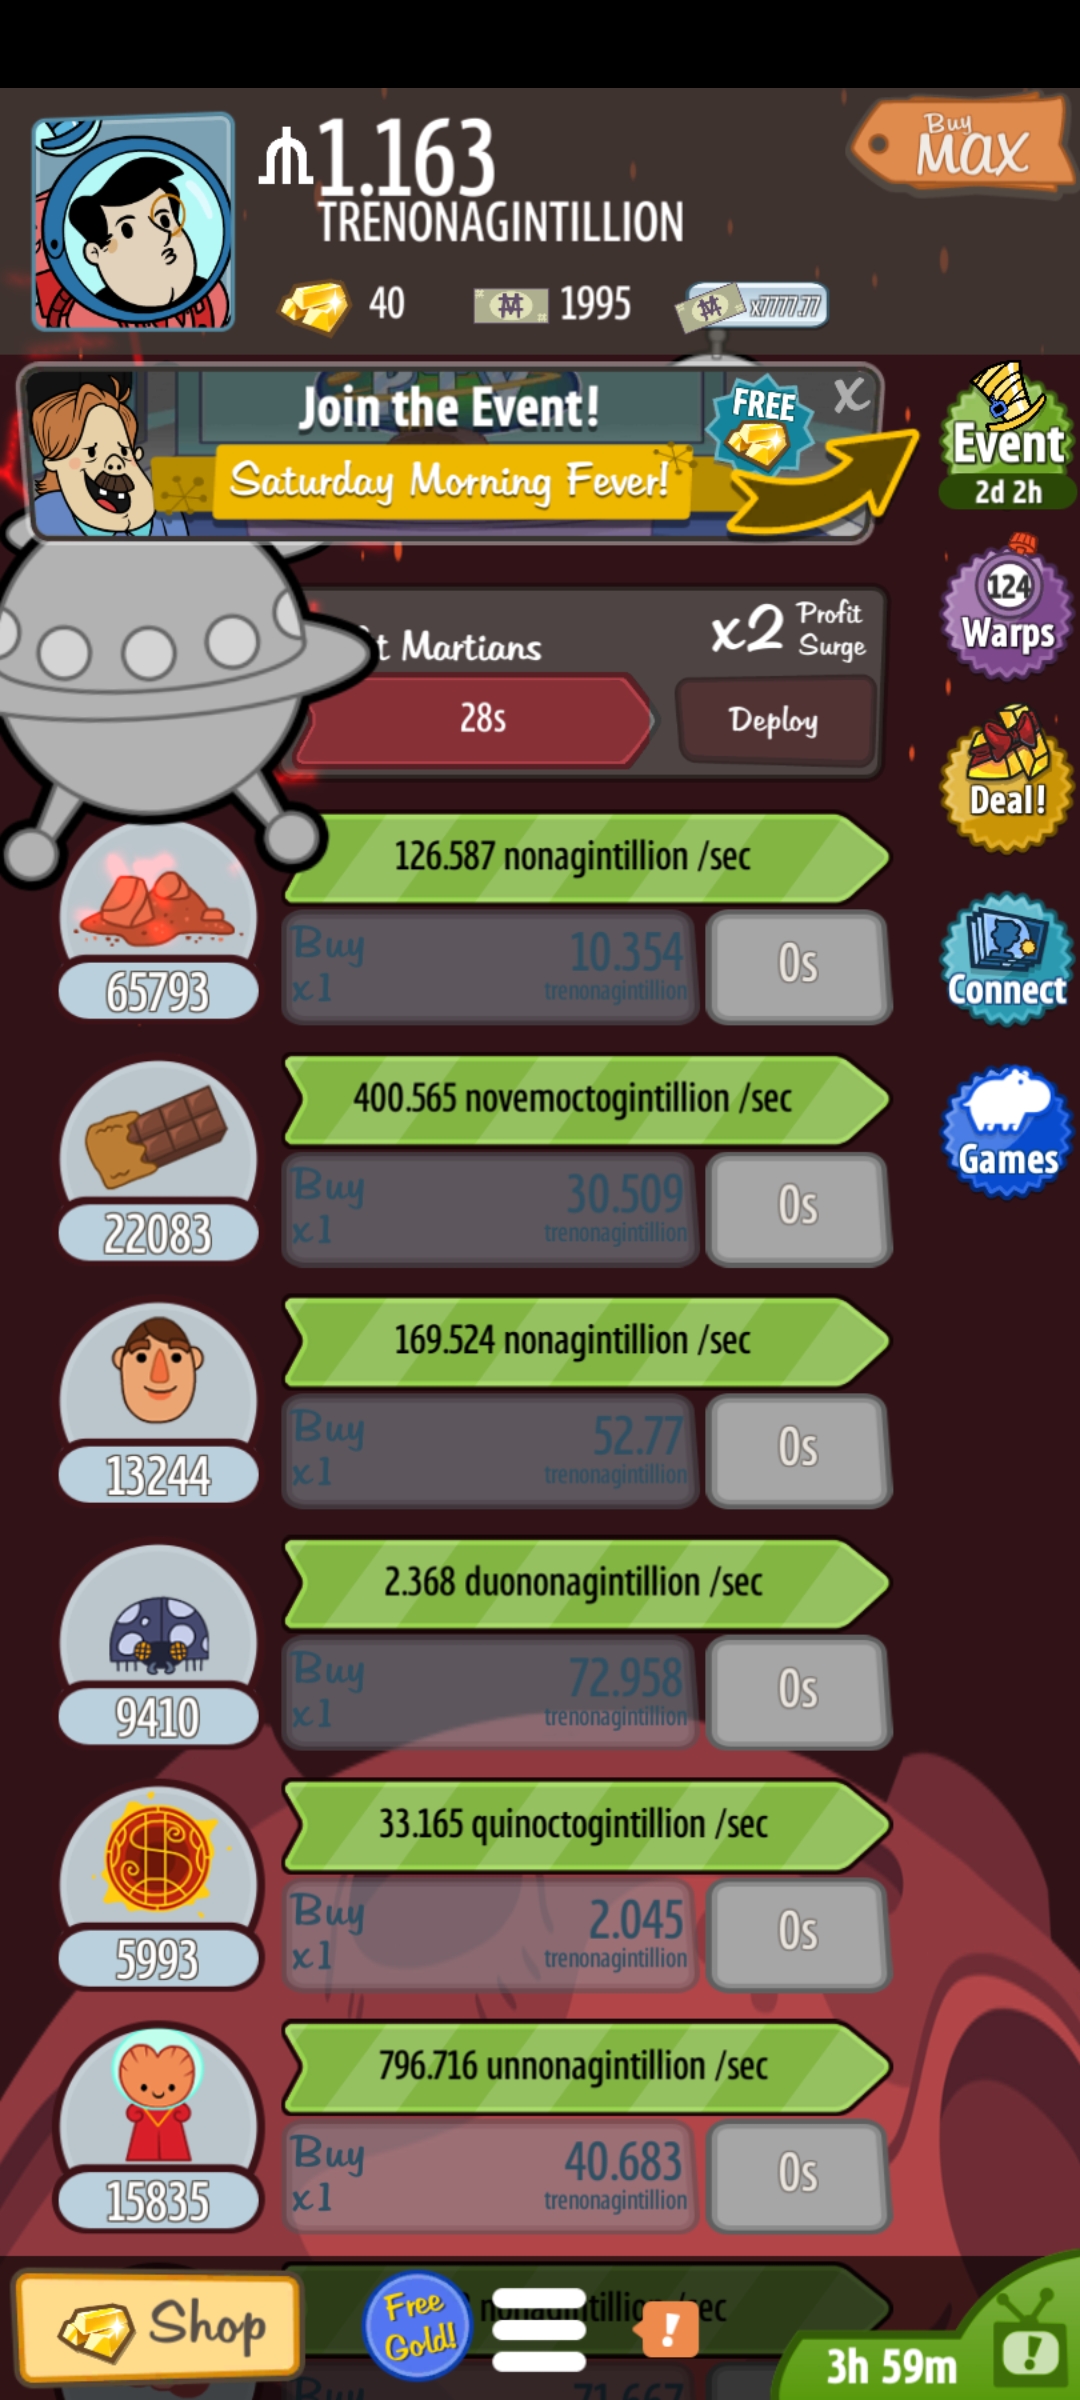 1.163
TRENONAGINTILLION
Buy
MAX
40
1995
x7777.77
Join the Event!
FREE
X
Saturday Morning Fever!
Event
2d 2h
124
Warps
t Martians
x2 Profit
Surge
28s
Deploy
Deal!
126.587 nonagintillion /sec
65793
Buy
x1
10.354
trenonagintillion
0s
Connect
400.565 novemoctogintillion /sec
22083
Buy
x1
30.509
trenonagintillion
0s
Games
169.524 nonagintillion /sec
13244
Buy
x1
52.77
trenonagintillion
0s
2.368 duononagintillion /sec
9410
Buy
x1
72.958
trenonagintillion
0s
33.165 quinoctogintillion /sec
5993
Buy
x1
2.045
trenonagintillion
0s
796.716 unnonagintillion /sec
15835
Buy
x1
40.683
trenonagintillion
0s
Shop
Free
Gold!
!
3h 59m
!
Buy
71.667